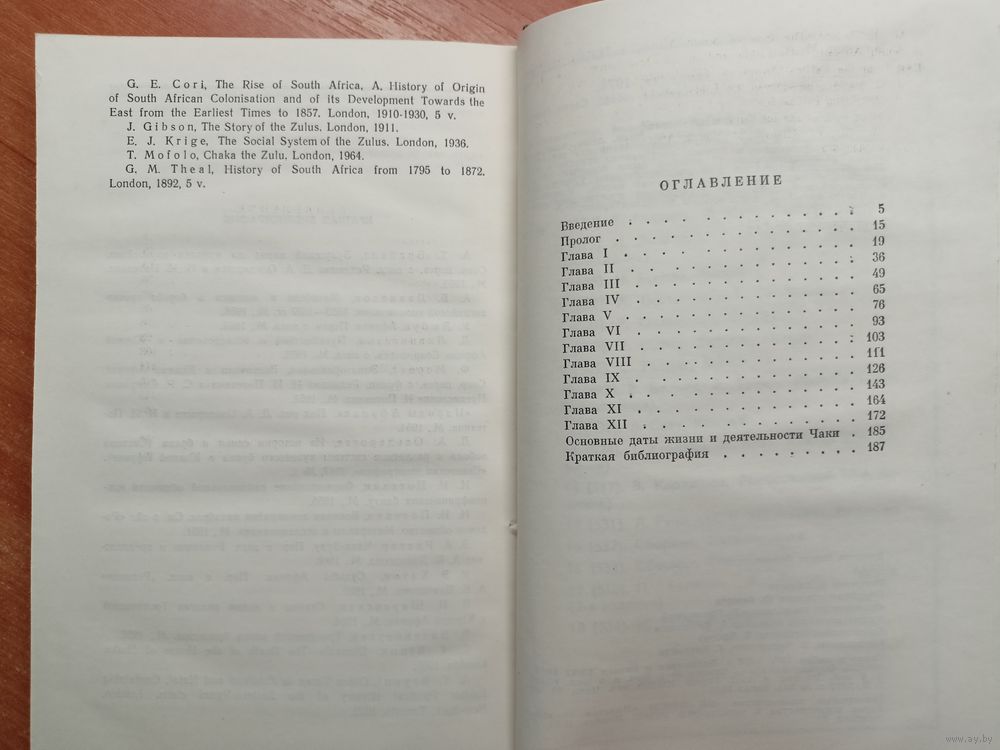 G. E. Cori, The Rise of South Africa, A. History of Origin
of South African Colonisation and of its Development Towards the
East from the Earliest Times to 1857. London, 1910-1930, 5 v.
J. Gibson, The Story of the Zulus. London, 1911.
E. J. Krige, The Social System of the Zulus. London, 1936.
T. Mofolo, Chaka the Zulu. London, 1964.
G. M. Theal, History of South Africa from 1795 to 1872.
London, 1892, 5 v.
ОГЛАВЛЕНИЕ
Введение . . . . . . . . . . . . . 5
Пролог . . . . . . . . . . . . . 15
Глава I . . . . . . . . . . . . . 19
Глава II . . . . . . . . . . . . . 36
Глава III . . . . . . . . . . . . . 49
Глава IV . . . . . . . . . . . . . 65
Глава V . . . . . . . . . . . . . 76
Глава VI . . . . . . . . . . . . . 93
Глава VII . . . . . . . . . . . . . 103
Глава VIII . . . . . . . . . . . . . 111
Глава IX . . . . . . . . . . . . . 126
Глава X . . . . . . . . . . . . . 143
Глава XI . . . . . . . . . . . . . 164
Глава XII . . . . . . . . . . . . . 172
Основные даты жизни и деятельности Чаки . 185
Краткая библиография . . . . . . . . . 187
www.ay.by